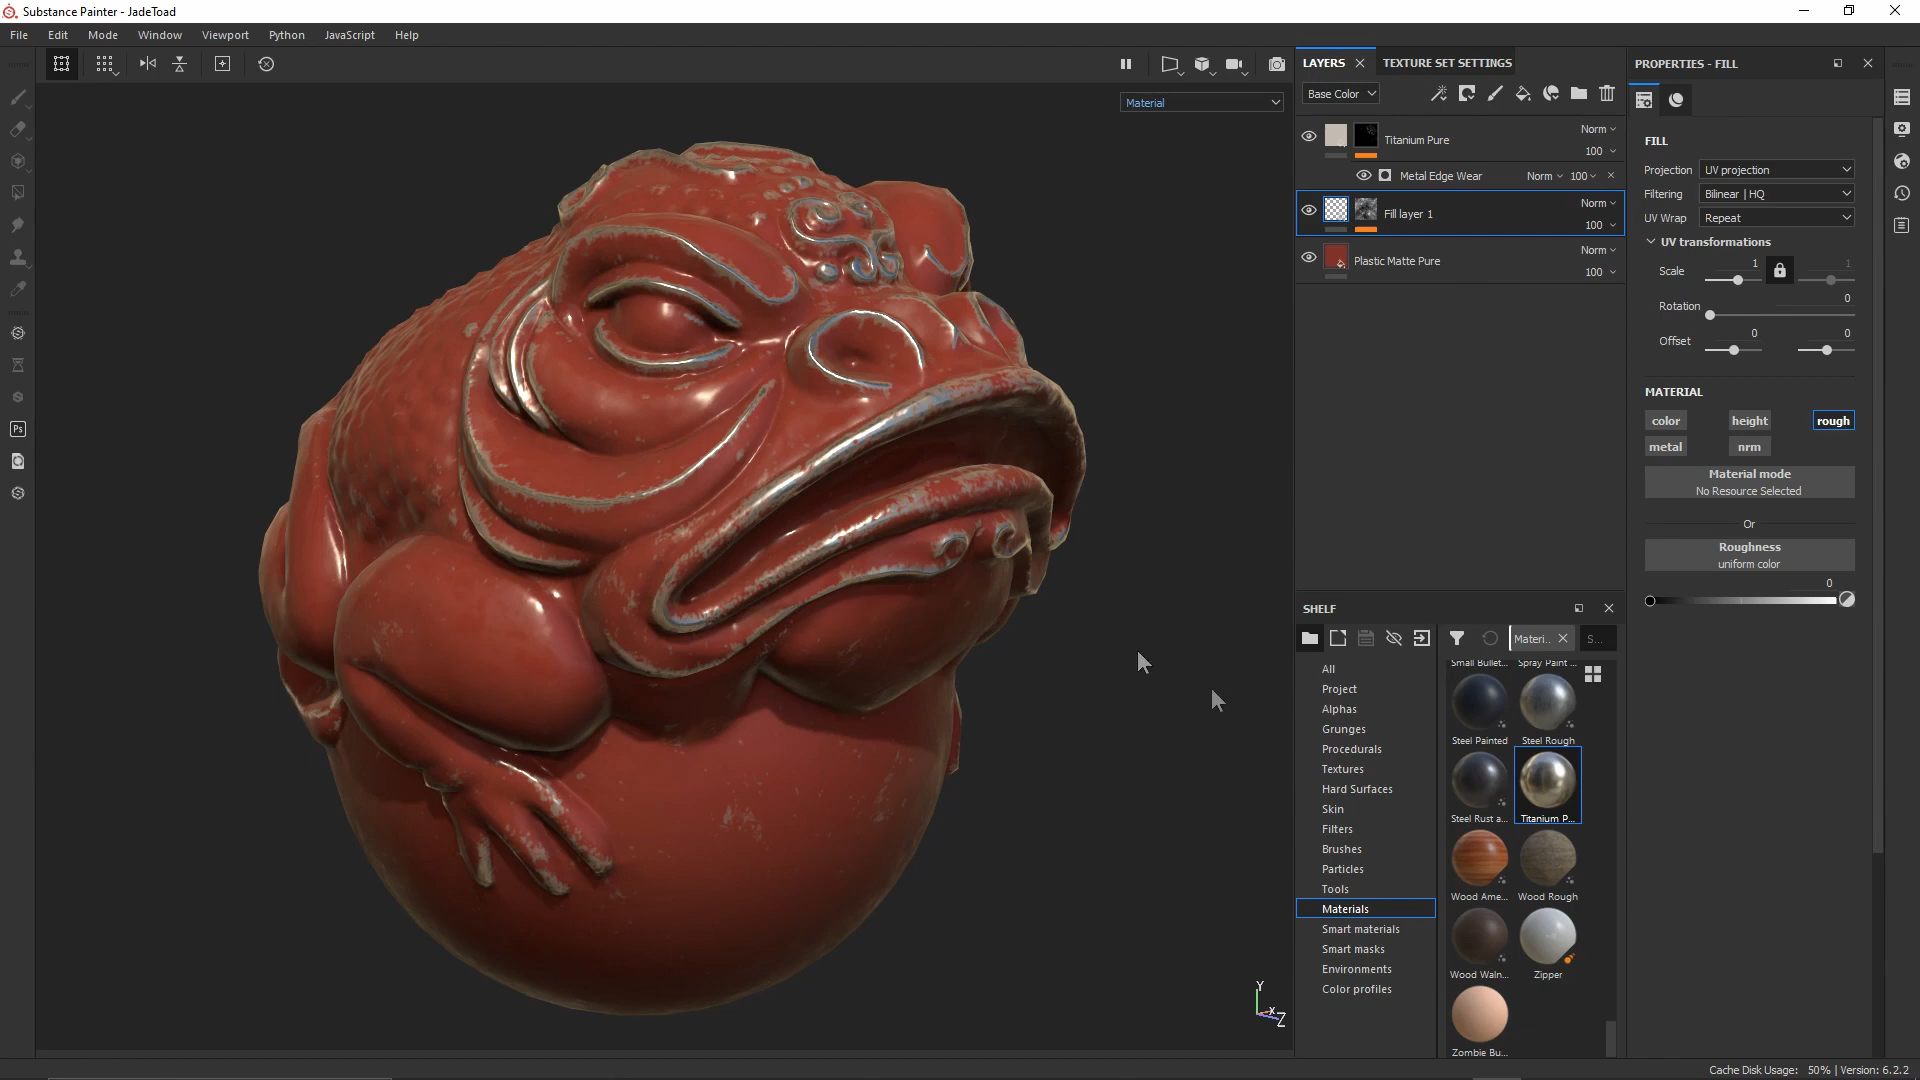 Substance Painter - JadeToad
File Edit Mode Window Viewport Python JavaScript Help
Material
LAYERS
TEXTURE SET SETTINGS
Base Color
Titanium Pure
Norm
100
Metal Edge Wear
Norm
100
Fill layer 1
Norm
100
Plastic Matte Pure
Norm
100
PROPERTIES - FILL
FILL
Projection UV projection
Filtering Bilinear | HQ
UV Wrap Repeat
UV transformations
Scale 1 1
Rotation 0
Offset 0 0
MATERIAL
color height rough
metal nrm
Material mode
No Resource Selected
Or
Roughness
uniform color
0
SHELF
Materi..
S...
All
Project
Alphas
Grunges
Procedurals
Textures
Hard Surfaces
Skin
Filters
Brushes
Particles
Tools
Materials
Smart materials
Smart masks
Environments
Color profiles
Small Bullet... Spray Paint ...
Steel Painted Steel Rough
Steel Rust a... Titanium P...
Wood Ame... Wood Rough
Wood Waln... Zipper
Zombie Bu...
Ps
Y
X
Z
Cache Disk Usage: 50% | Version: 6.2.2